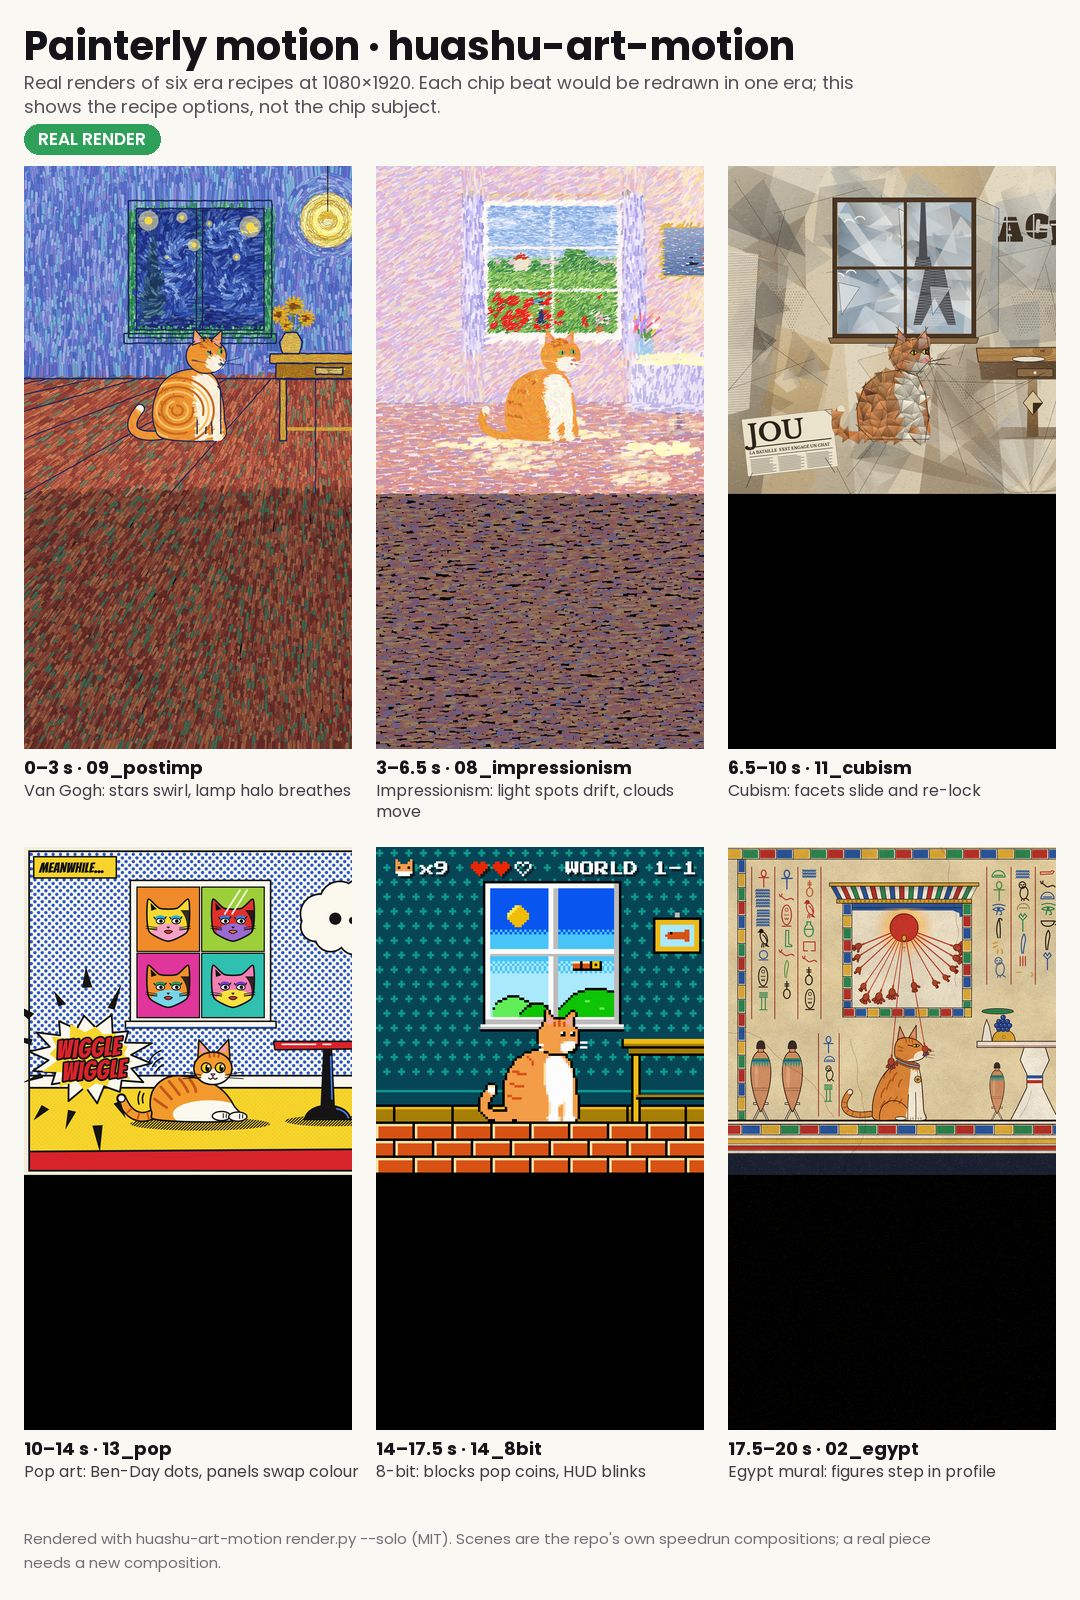 Painterly motion · huashu-art-motion
Real renders of six era recipes at 1080×1920. Each chip beat would be redrawn in one era; this
shows the recipe options, not the chip subject.
REAL RENDER
ACI
JOU
LA BATAILLE S'EST ENGAGÉ UN CHAT
0–3 s · 09_postimp
Van Gogh: stars swirl, lamp halo breathes
3–6.5 s · 08_impressionism
Impressionism: light spots drift, clouds
move
6.5–10 s · 11_cubism
Cubism: facets slide and re-lock
MEANWHILE...
WIGGLE
WIGGLE
x9
WORLD 1-1
10–14 s · 13_pop
Pop art: Ben-Day dots, panels swap colour
14–17.5 s · 14_8bit
8-bit: blocks pop coins, HUD blinks
17.5–20 s · 02_egypt
Egypt mural: figures step in profile
Rendered with huashu-art-motion render.py --solo (MIT). Scenes are the repo's own speedrun compositions; a real piece
needs a new composition.